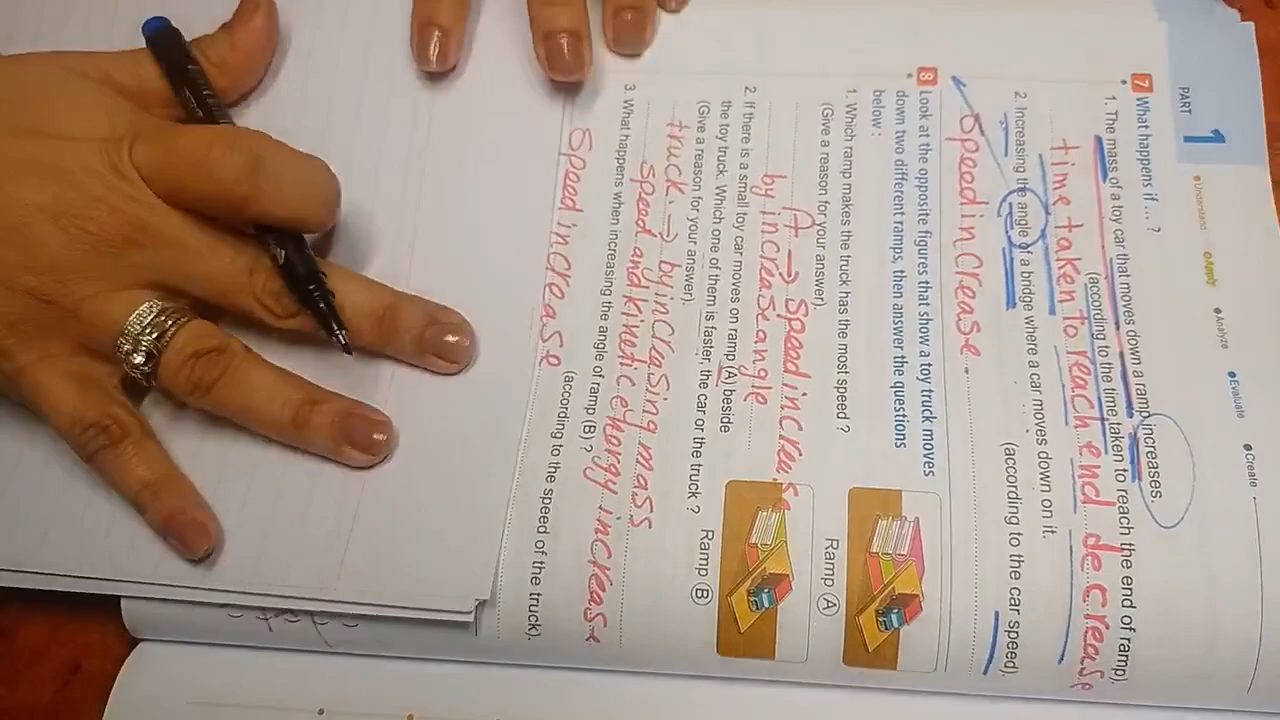 PART 1
Understand Apply Analyze Evaluate Create
7 What happens if ... ?
1. The mass of a toy car that moves down a ramp increases.
(according to the time taken to reach the end of ramp).
time taken to reach end decrease
2. Increasing the angle of a bridge where a car moves down on it.
(according to the car speed).
Speed increase
8 Look at the opposite figures that show a toy truck moves
down two different ramps, then answer the questions
below :
1. Which ramp makes the truck has the most speed ?
(Give a reason for your answer).
A → speed increase
by increase angle
Ramp A
2. If there is a small toy car moves on ramp (A) beside
the toy truck. Which one of them is faster, the car or the truck ?
(Give a reason for your answer).
truck. → by increasing mass
speed and kinetic energy increase
Ramp B
3. What happens when increasing the angle of ramp (B) ?
(according to the speed of the truck).
Speed increase